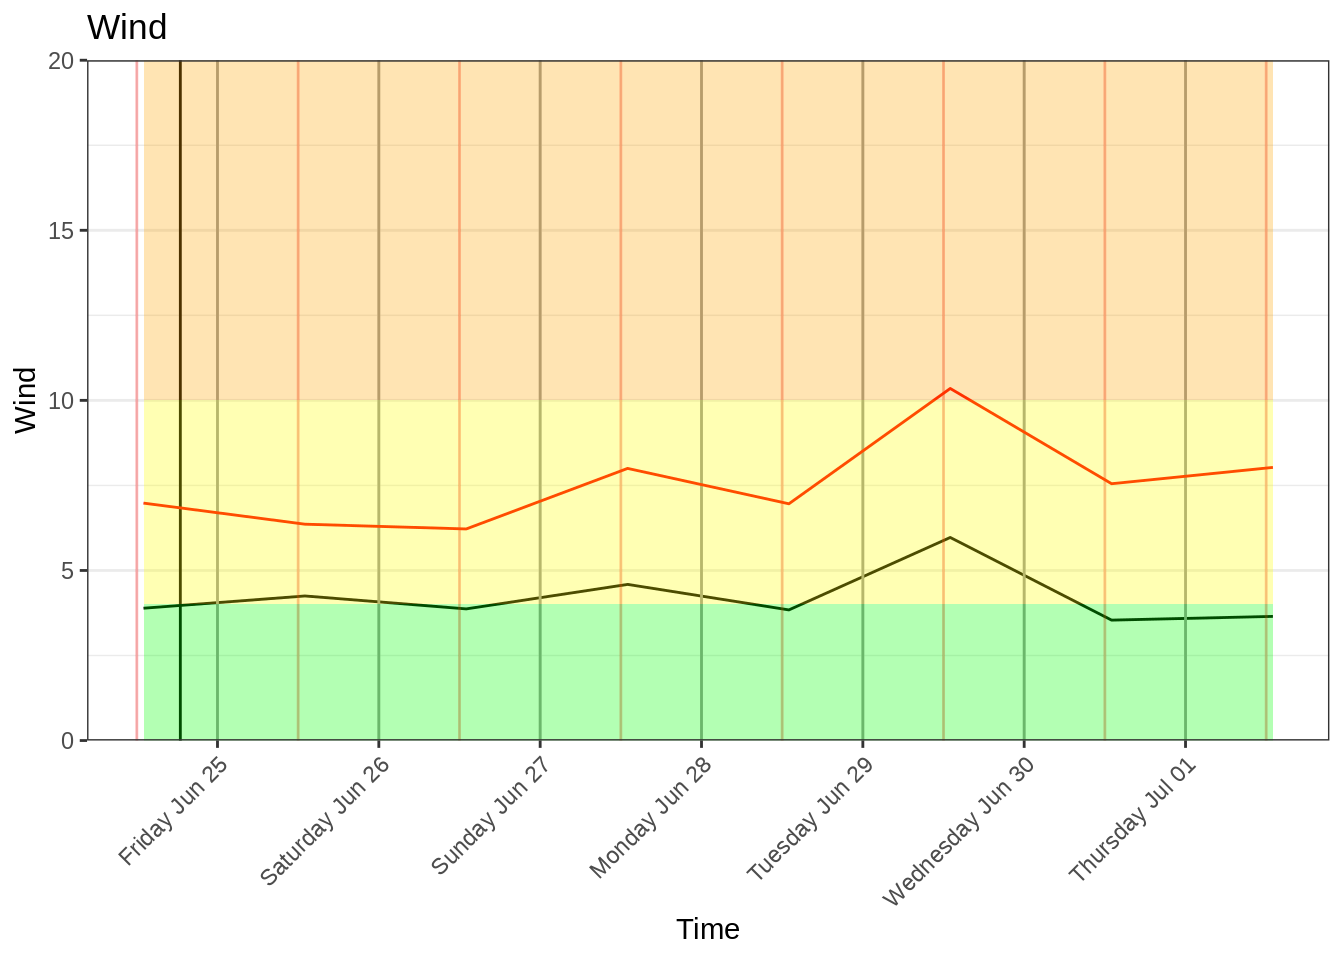 Wind
20
15
10
5
0
Wind
Friday Jun 25
Saturday Jun 26
Sunday Jun 27
Monday Jun 28
Tuesday Jun 29
Wednesday Jun 30
Thursday Jul 01
Time